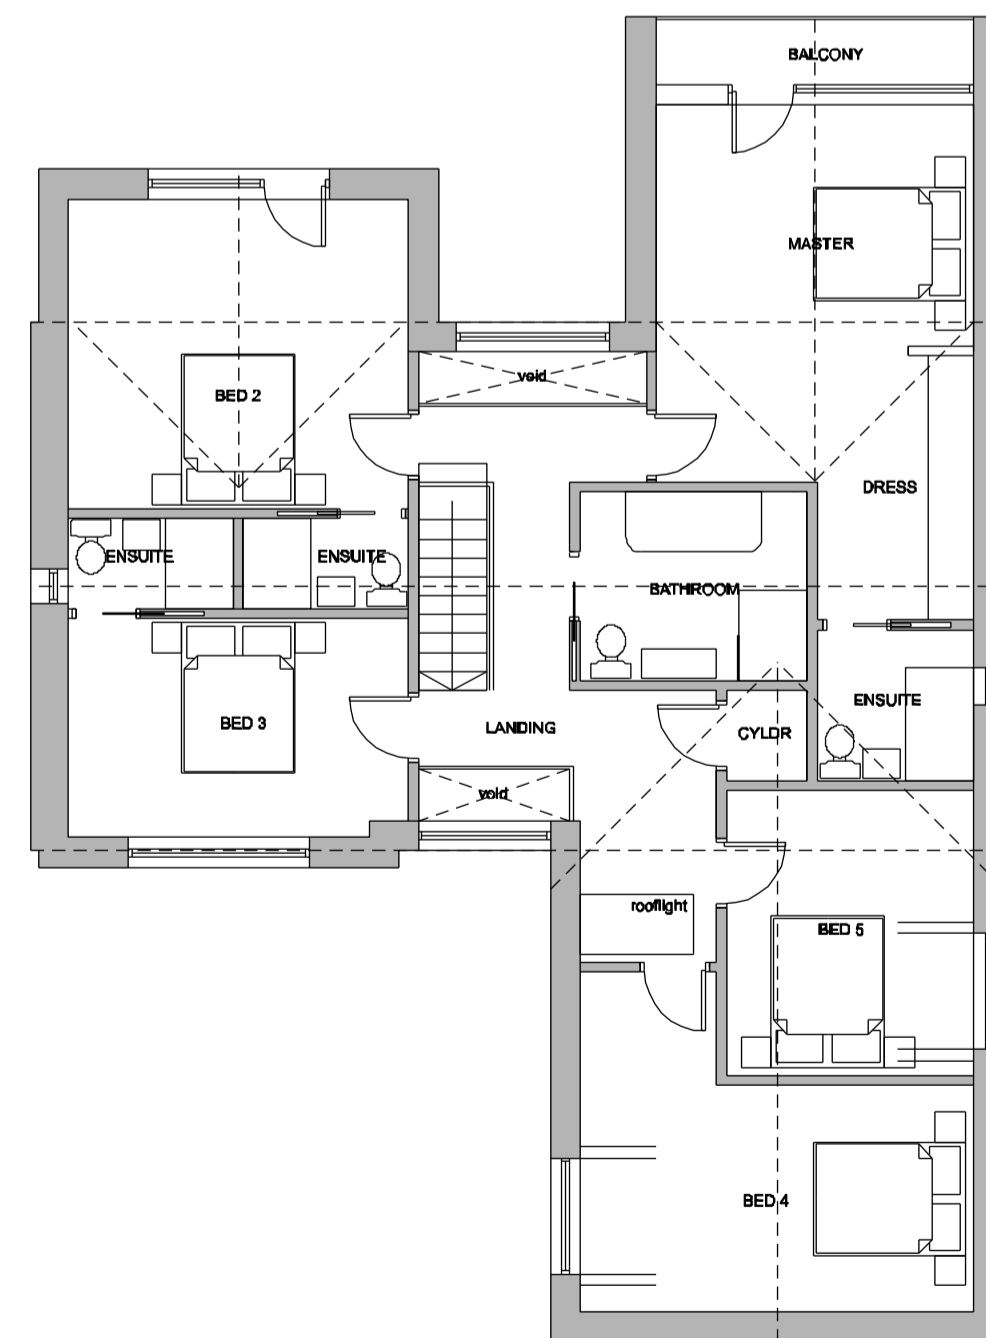 BALCONY
MASTER
void
BED 2
DRESS
ENSUITE
ENSUITE
BATHROOM
ENSUITE
BED 3
LANDING
CYLDR
void
rooflight
BED 5
BED 4